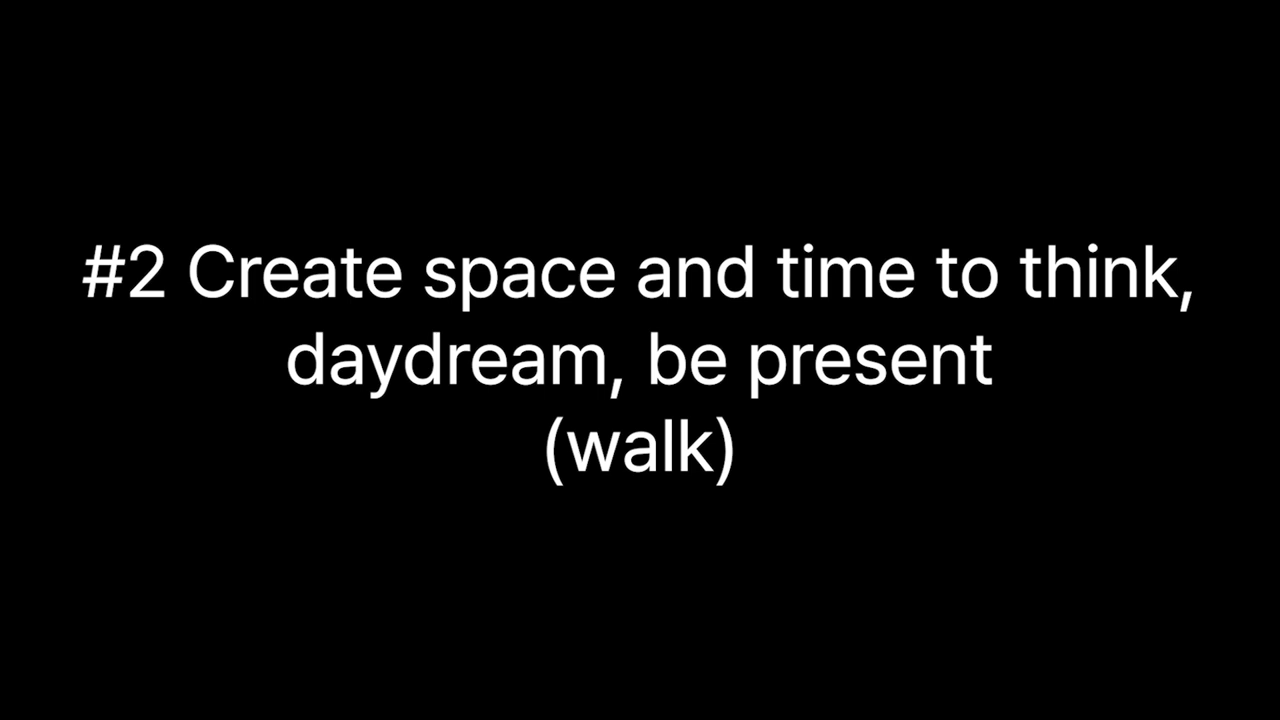 #2 Create space and time to think,
daydream, be present
(walk)